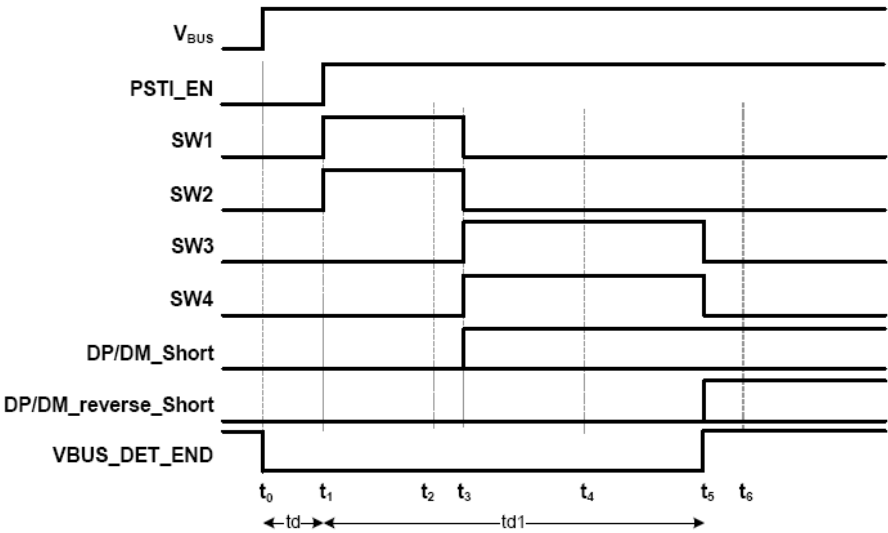 V_BUS
PSTI_EN
SW1
SW2
SW3
SW4
DP/DM_Short
DP/DM_reverse_Short
VBUS_DET_END
t₀ t₁ t₂ t₃ t₄ t₅ t₆
td td1